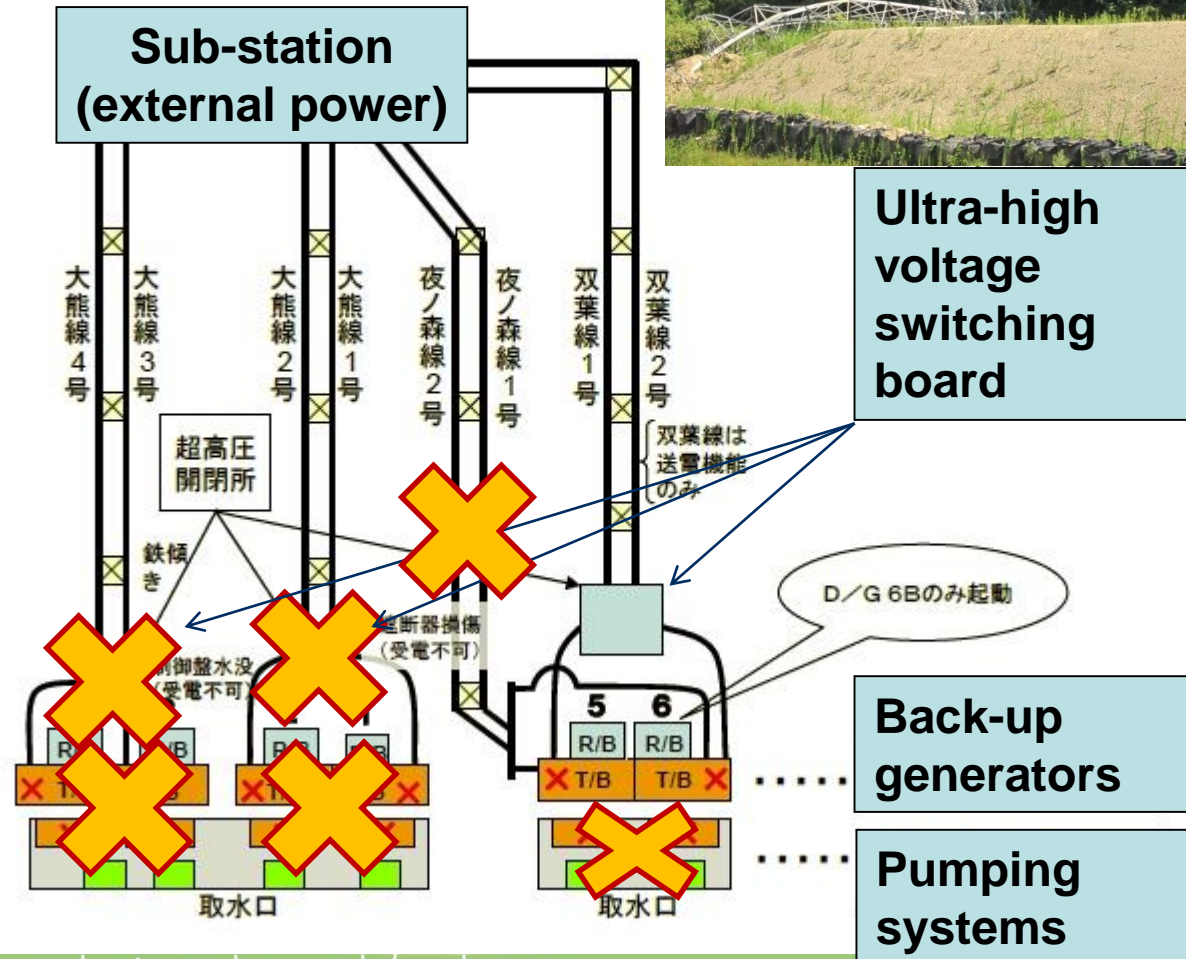 Sub-station
(external power)
Ultra-high
voltage
switching
board
大熊線4号
大熊線3号
大熊線2号
大熊線1号
夜ノ森線2号
夜ノ森線1号
双葉線1号
双葉線2号
双葉線は
送電機能
のみ
超高圧
開閉所
鉄傾
き
断器損傷
(受電不可)
御盤水没
受電不可)
D/G 6Bのみ起動
5 6
R/B R/B
T/B T/B
Back-up
generators
Pumping
systems
取水口
取水口